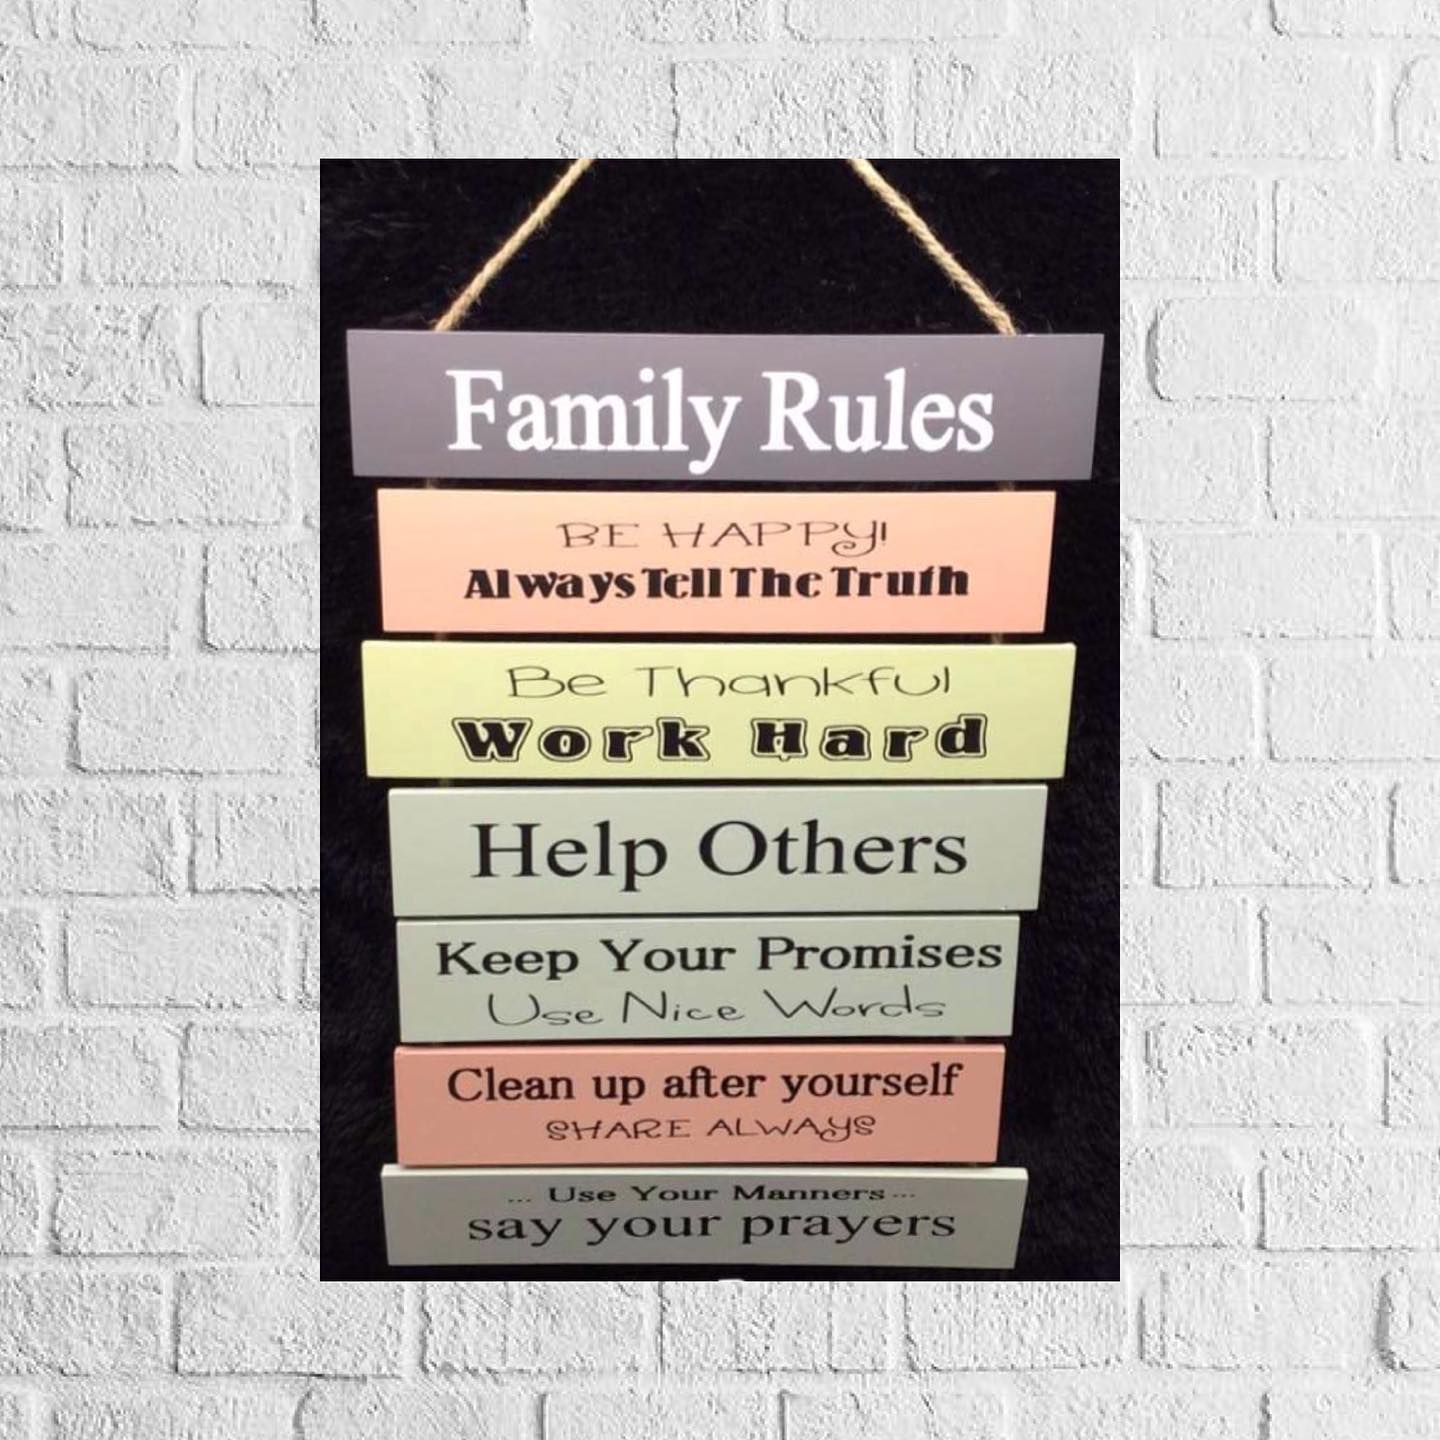 Family Rules
BE HAPPY!
Always Tell The Truth
Be Thankful
Work Hard
Help Others
Keep Your Promises
Use Nice Words
Clean up after yourself
SHARE ALWAYS
... Use Your Manners ...
say your prayers